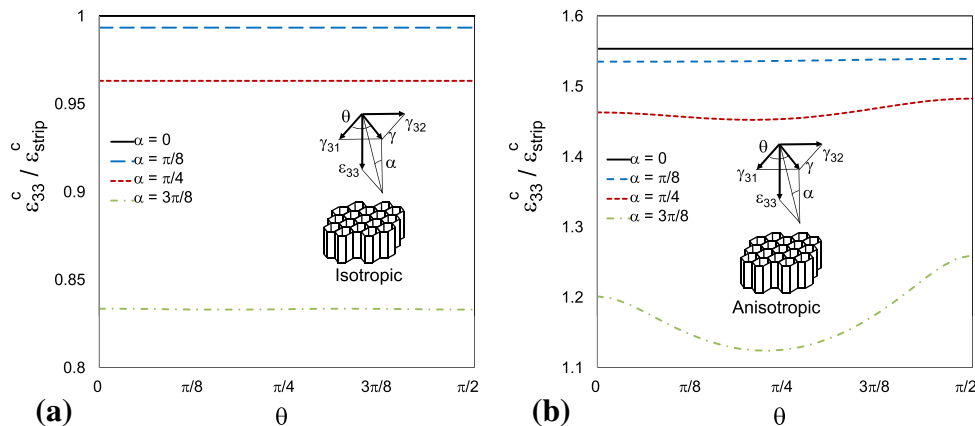 ε₃₃ᶜ / ε_stripᶜ
1
0.95
0.9
0.85
0.8
α = 0
α = π/8
α = π/4
α = 3π/8
θ
γ₃₂
γ₃₁
γ
ε₃₃
α
Isotropic
0 π/8 π/4 3π/8 π/2
(a) θ
ε₃₃ᶜ / ε_stripᶜ
1.6
1.5
1.4
1.3
1.2
1.1
α = 0
α = π/8
α = π/4
α = 3π/8
θ
γ₃₂
γ₃₁
γ
ε₃₃
α
Anisotropic
0 π/8 π/4 3π/8 π/2
(b) θ